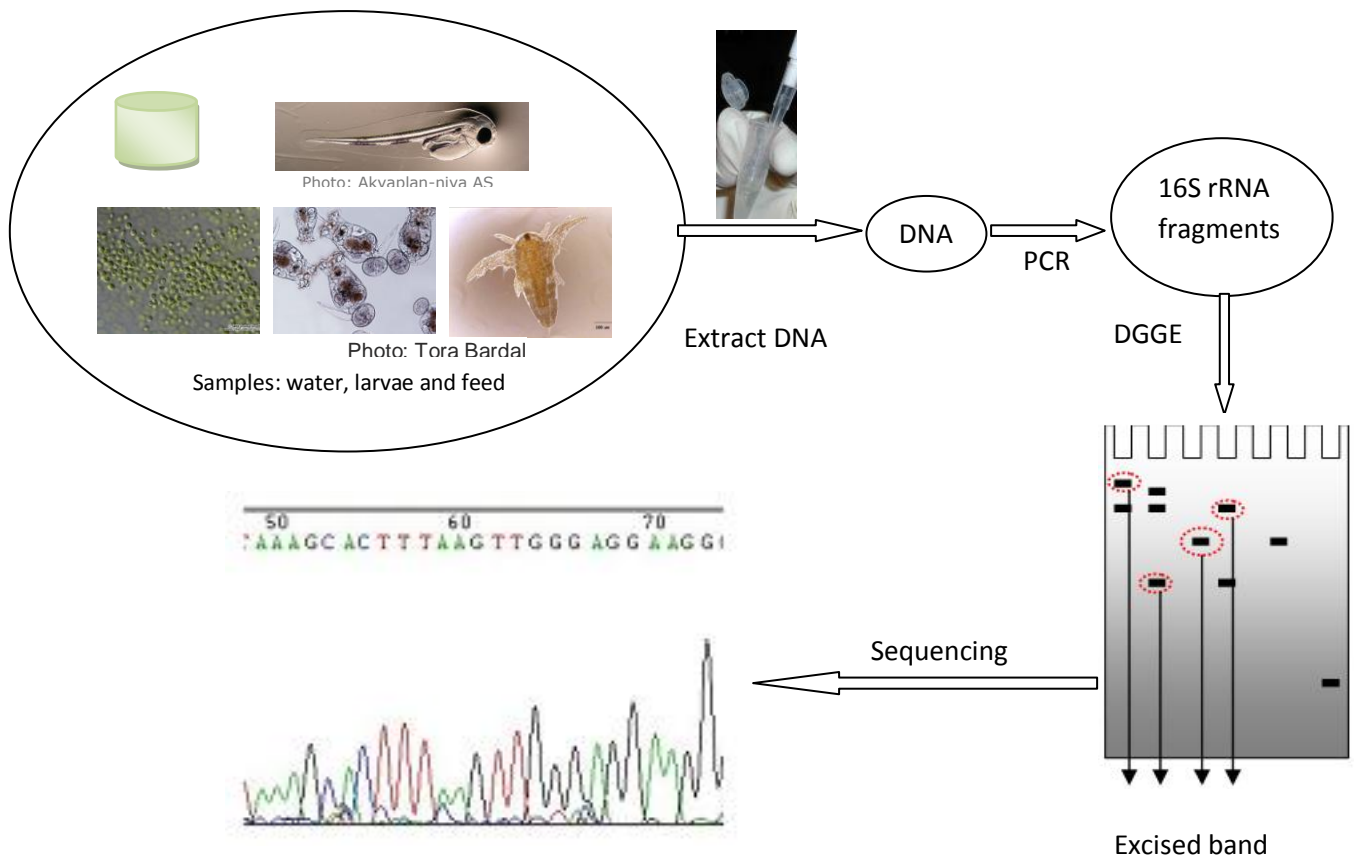 Photo: Akvaplan-niva AS
Photo: Tora Bardal
Samples: water, larvae and feed
Extract DNA
DNA
PCR
16S rRNA
fragments
DGGE
Excised band
Sequencing
50 60 70
AAAGCACTTTAAGTTGGGAGGAAGG